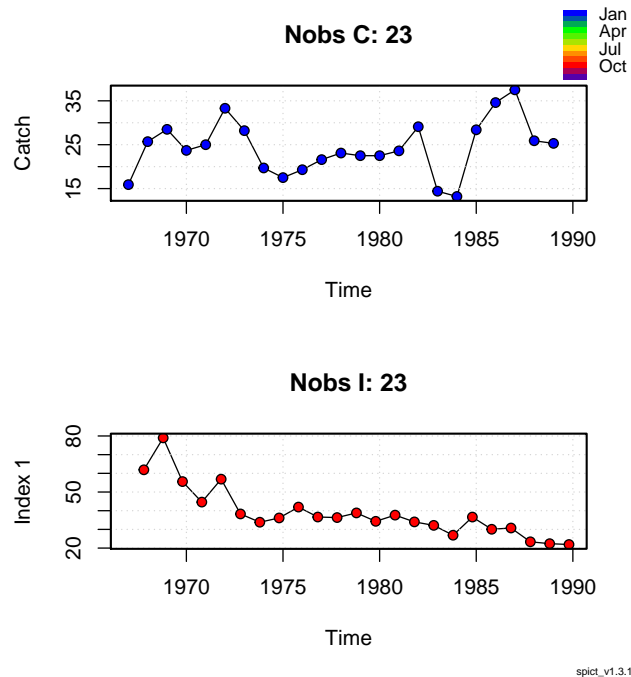 Nobs C: 23
Jan
Apr
Jul
Oct
Catch
35
25
15
1970 1975 1980 1985 1990
Time
Nobs I: 23
Index 1
80
50
20
1970 1975 1980 1985 1990
Time
spict_v1.3.1